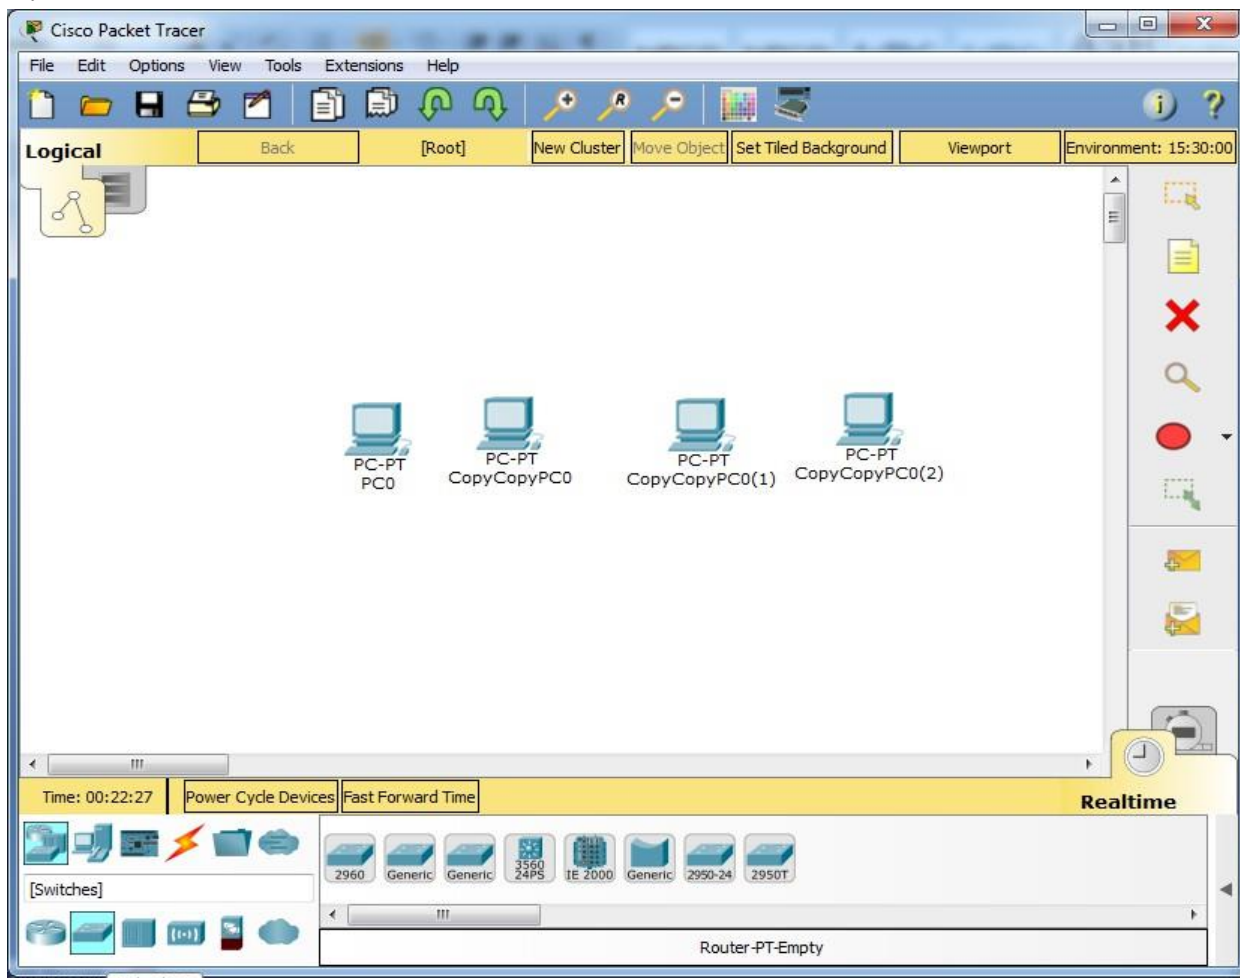 Cisco Packet Tracer
File Edit Options View Tools Extensions Help
R
i ?
Logical Back [Root] New Cluster Move Object Set Tiled Background Viewport Environment: 15:30:00
PC-PT
PC0
PC-PT
CopyCopyPC0
PC-PT
CopyCopyPC0(1)
PC-PT
CopyCopyPC0(2)
Time: 00:22:27 Power Cycle Devices Fast Forward Time Realtime
2960 Generic Generic 3560 24PS IE 2000 Generic 2950-24 2950T
[Switches]
Router-PT-Empty